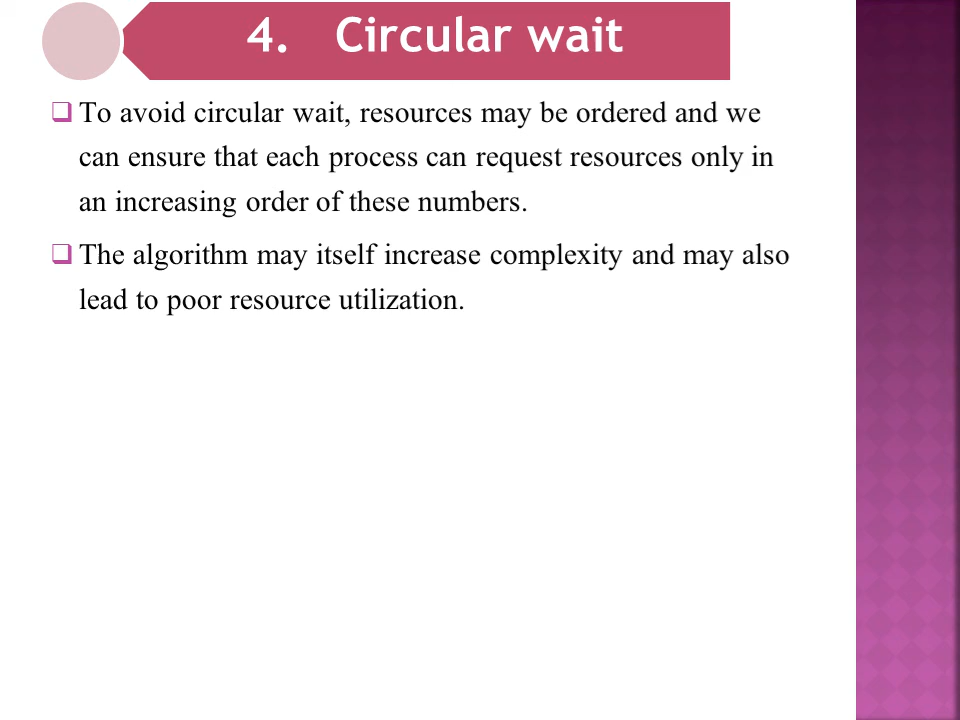 4. Circular wait
To avoid circular wait, resources may be ordered and we
can ensure that each process can request resources only in
an increasing order of these numbers.
The algorithm may itself increase complexity and may also
lead to poor resource utilization.